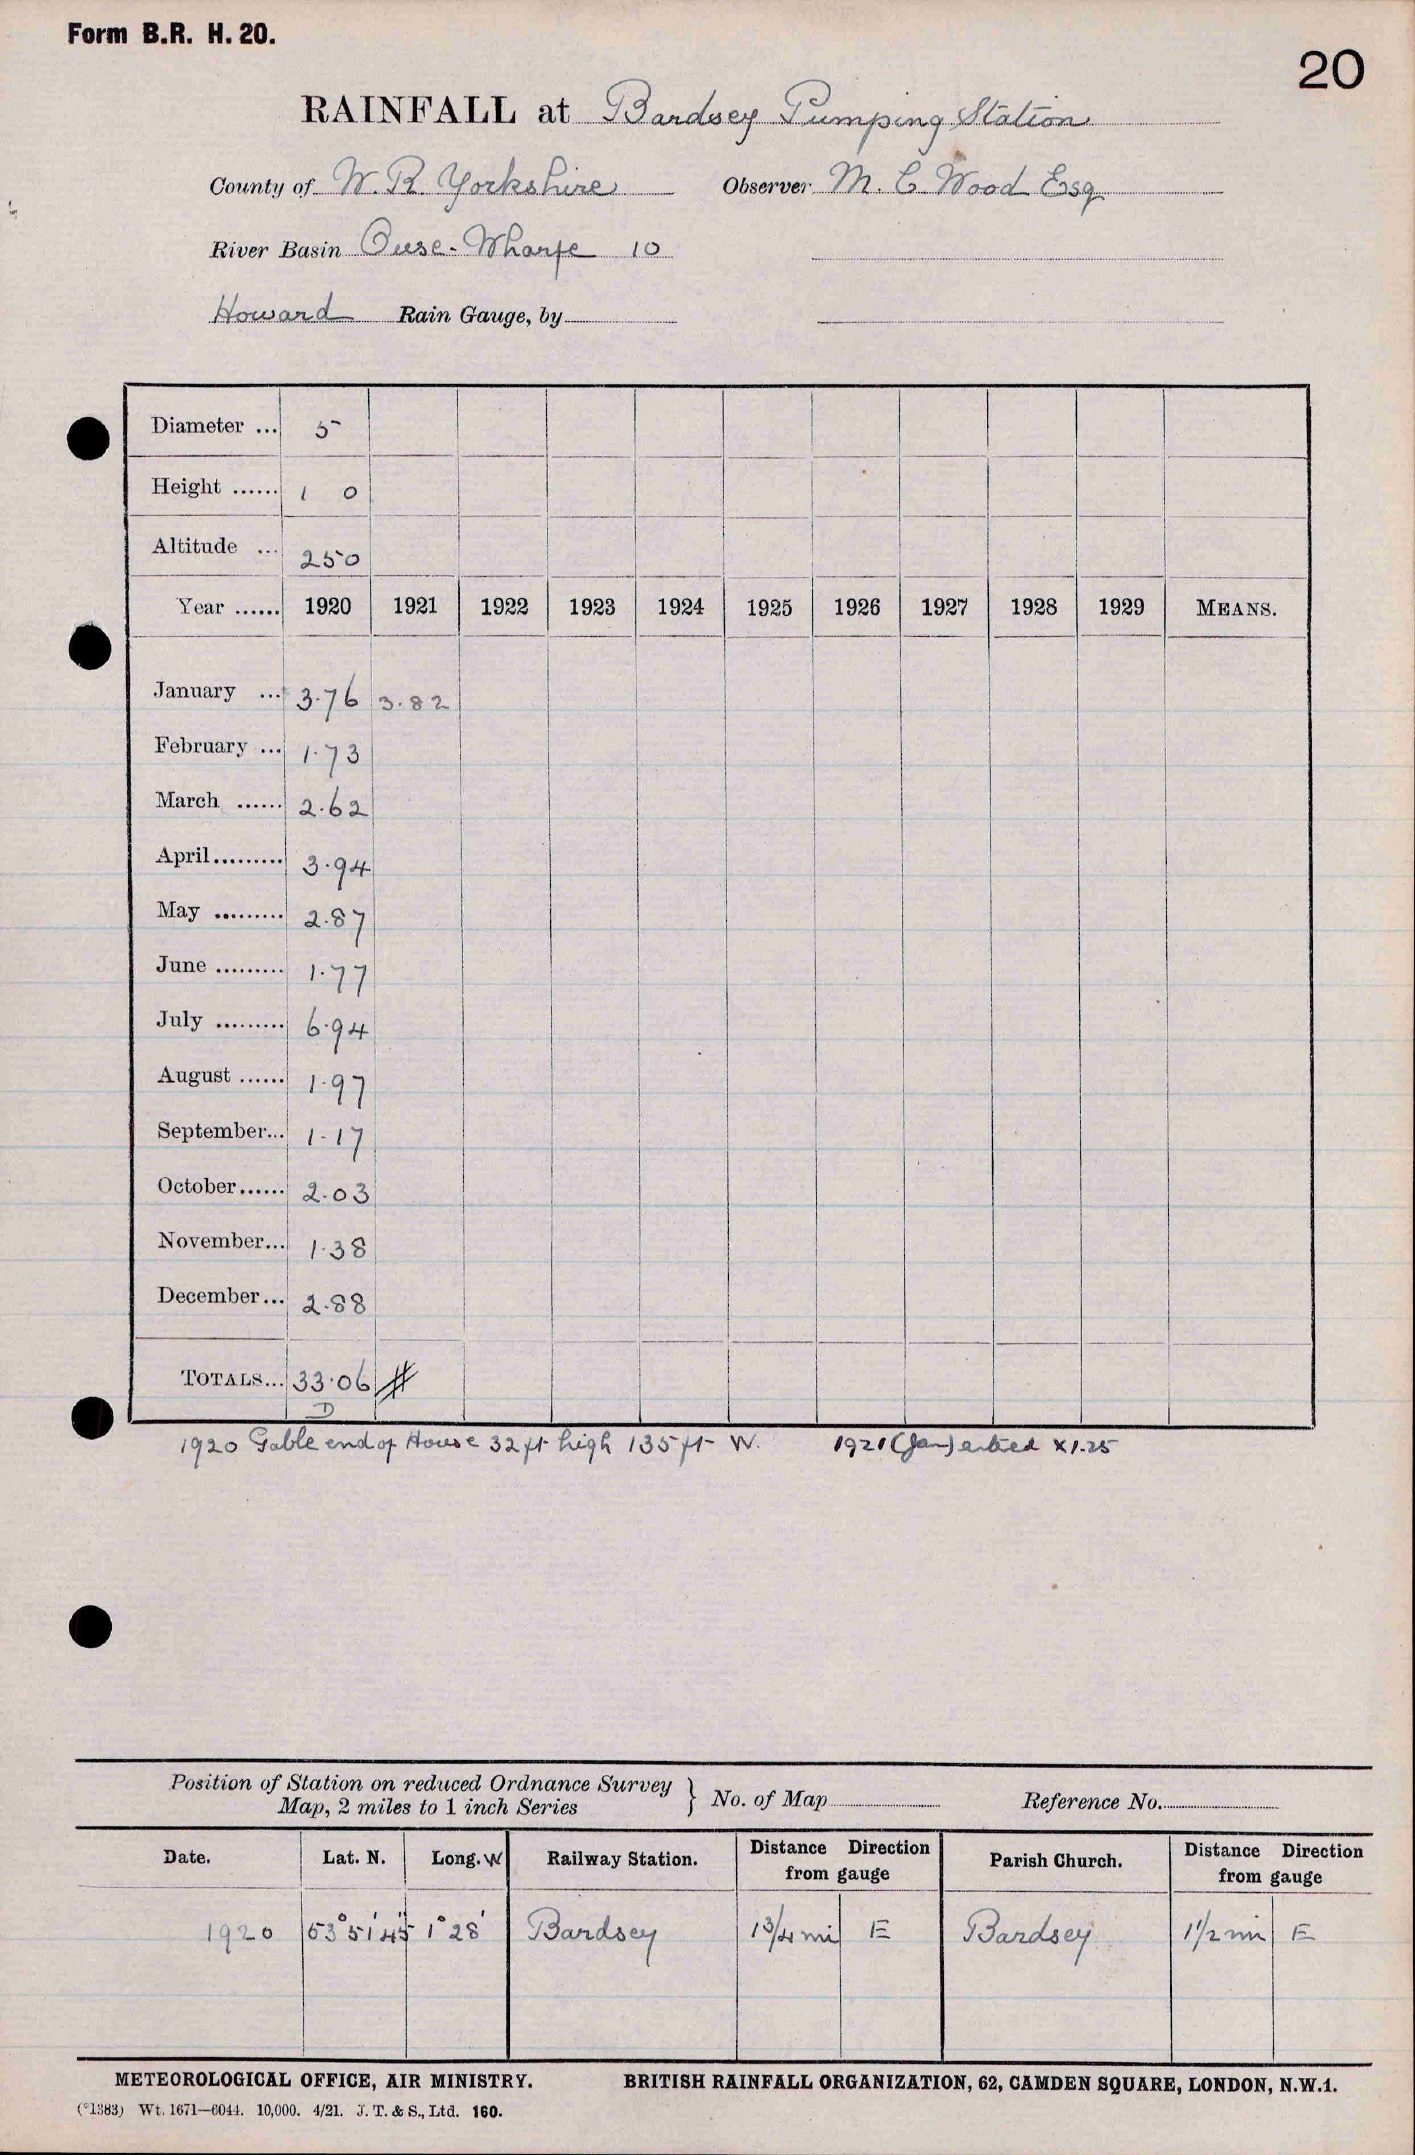 Form B.R. H. 20.
20
RAINFALL at Bardsey Pumping Station
County of W. R. Yorkshire Observer M. C. Wood Esq
River Basin Ouse-Wharfe 10
Howard Rain Gauge, by
Diameter ... 5
Height ...... 1 0
Altitude ... 250
Year ...... 1920 1921 1922 1923 1924 1925 1926 1927 1928 1929 MEANS.
January ... 3.76 3.82
February ... 1.73
March ...... 2.62
April ......... 3.94
May ......... 2.87
June ......... 1.77
July ......... 6.94
August ...... 1.97
September... 1.17
October...... 2.03
November... 1.38
December... 2.88
TOTALS... 33.06
D
1920 Gable end of House 32 ft high 135 ft W. 1921 (Jan) entered x 1.25
Position of Station on reduced Ordnance Survey
Map, 2 miles to 1 inch Series } No. of Map Reference No.
Date. Lat. N. Long. W Railway Station. Distance Direction from gauge Parish Church. Distance Direction from gauge
1920 53° 51' 45" 1° 28' Bardsey 1 3/4 mi E Bardsey 1 1/2 mi E
METEOROLOGICAL OFFICE, AIR MINISTRY. BRITISH RAINFALL ORGANIZATION, 62, CAMDEN SQUARE, LONDON, N.W.1.
(°1383) Wt. 1671—6044. 10,000. 4/21. J. T. & S., Ltd. 160.